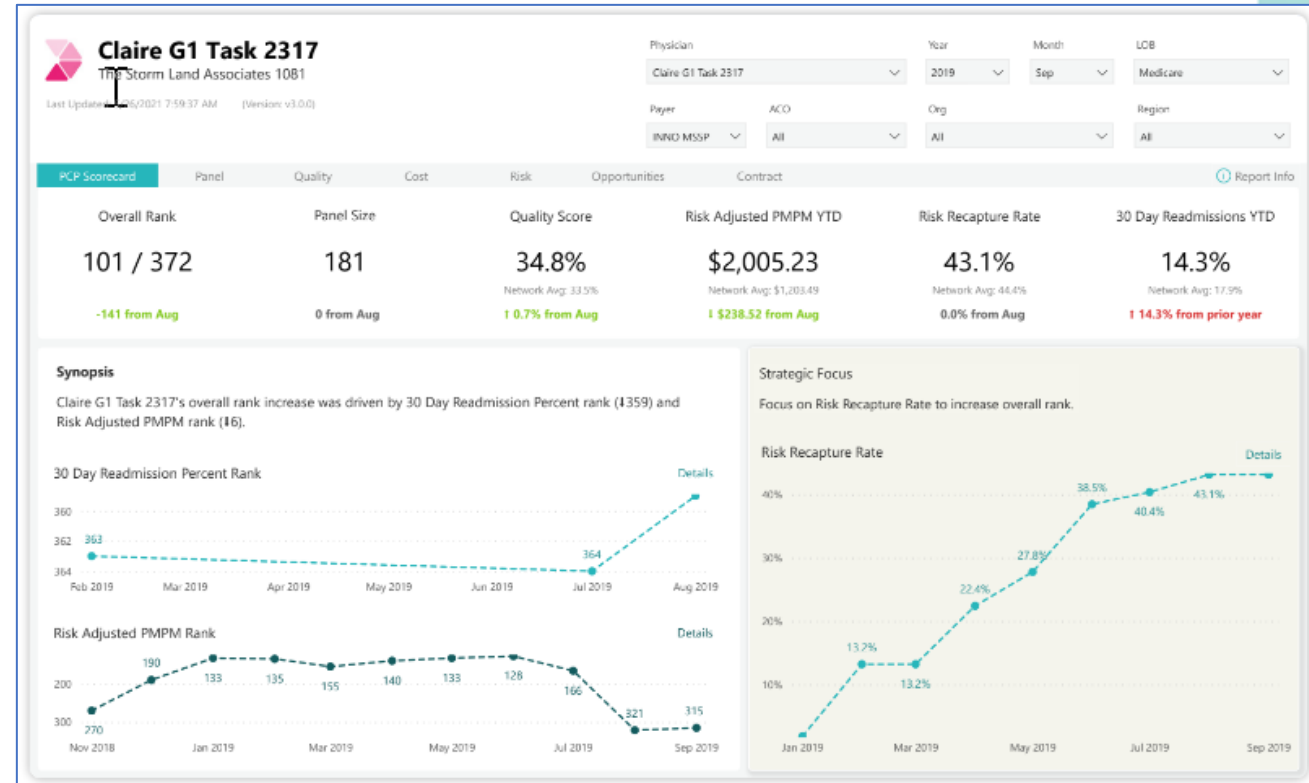 Claire G1 Task 2317
The Storm Land Associates 1081
Last Updated /26/2021 7:59:37 AM (Version: v3.0.0)
Physician Year Month LOB
Claire G1 Task 2317 2019 Sep Medicare
Payer ACO Org Region
INNO MSSP All All All
PCP Scorecard Panel Quality Cost Risk Opportunities Contract Report Info
Overall Rank Panel Size Quality Score Risk Adjusted PMPM YTD Risk Recapture Rate 30 Day Readmissions YTD
101 / 372 181 34.8% $2,005.23 43.1% 14.3%
Network Avg: 33.5% Network Avg: $1,203.49 Network Avg: 44.4% Network Avg: 17.9%
-141 from Aug 0 from Aug ↑ 0.7% from Aug ↓ $238.52 from Aug 0.0% from Aug ↑ 14.3% from prior year
Synopsis
Claire G1 Task 2317's overall rank increase was driven by 30 Day Readmission Percent rank (⬇359) and
Risk Adjusted PMPM rank (⬇6).
30 Day Readmission Percent Rank Details
360
362 363
364
364
Feb 2019 Mar 2019 Apr 2019 May 2019 Jun 2019 Jul 2019 Aug 2019
Risk Adjusted PMPM Rank Details
200
300
270 190 133 135 155 140 133 128 166 321 315
Nov 2018 Jan 2019 Mar 2019 May 2019 Jul 2019 Sep 2019
Strategic Focus
Focus on Risk Recapture Rate to increase overall rank.
Risk Recapture Rate Details
40%
30%
20%
10%
13.2% 13.2% 22.4% 27.8% 38.5% 40.4% 43.1%
Jan 2019 Mar 2019 May 2019 Jul 2019 Sep 2019